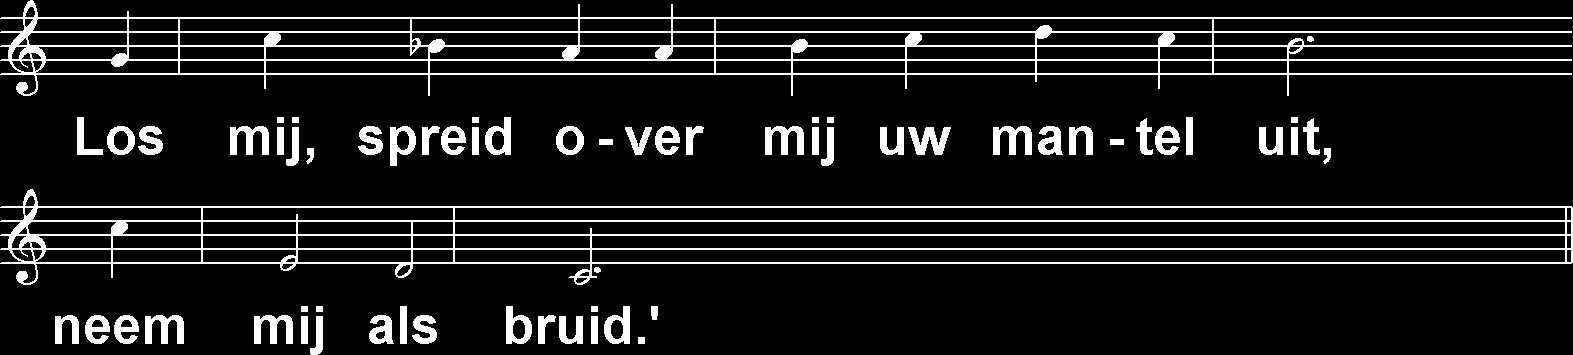 Los mij, spreid o - ver mij uw man - tel uit,
neem mij als bruid.'